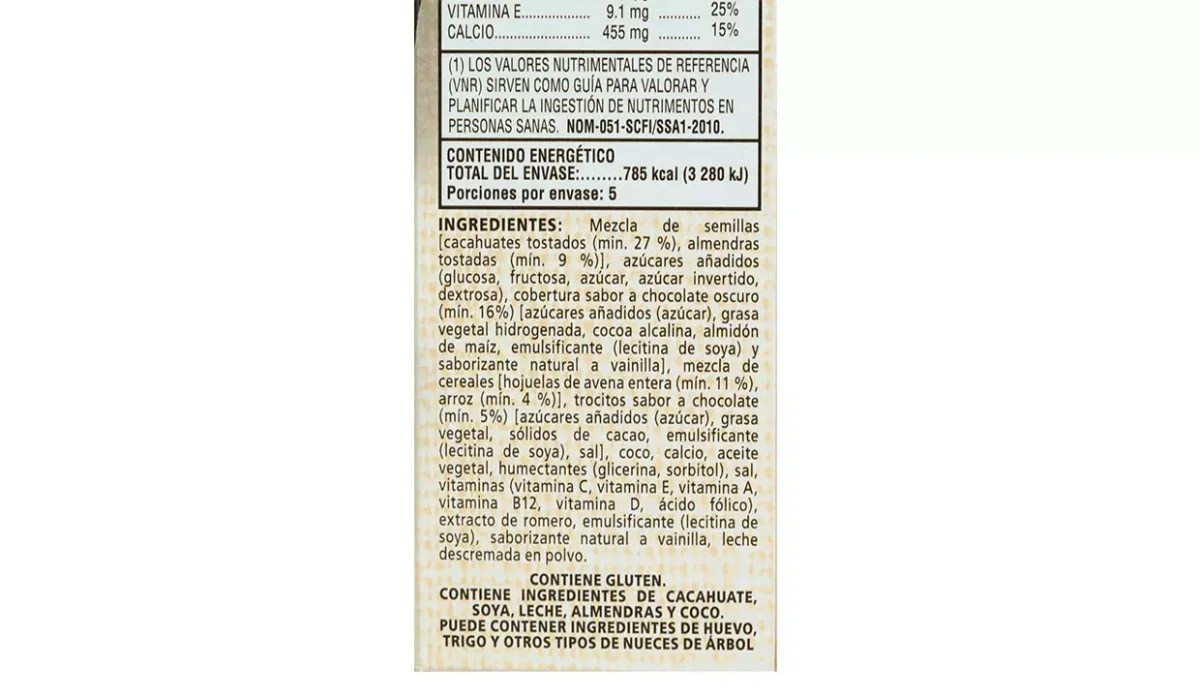 VITAMINA E.................. 9.1 mg ........... 25%
CALCIO......................... 455 mg ........... 15%
(1) LOS VALORES NUTRIMENTALES DE REFERENCIA
(VNR) SIRVEN COMO GUÍA PARA VALORAR Y
PLANIFICAR LA INGESTIÓN DE NUTRIMENTOS EN
PERSONAS SANAS. NOM-051-SCFI/SSA1-2010.
CONTENIDO ENERGÉTICO
TOTAL DEL ENVASE:........785 kcal (3 280 kJ)
Porciones por envase: 5
INGREDIENTES: Mezcla de semillas
[cacahuates tostados (min. 27 %), almendras
tostadas (mín. 9 %)], azúcares añadidos
(glucosa, fructosa, azúcar, azúcar invertido,
dextrosa), cobertura sabor a chocolate oscuro
(mín. 16%) [azúcares añadidos (azúcar), grasa
vegetal hidrogenada, cocoa alcalina, almidón
de maíz, emulsificante (lecitina de soya) y
saborizante natural a vainilla], mezcla de
cereales [hojuelas de avena entera (mín. 11 %),
arroz (mín. 4 %)], trocitos sabor a chocolate
(mín. 5%) [azúcares añadidos (azúcar), grasa
vegetal, sólidos de cacao, emulsificante
(lecitina de soya), sal], coco, calcio, aceite
vegetal, humectantes (glicerina, sorbitol), sal,
vitaminas (vitamina C, vitamina E, vitamina A,
vitamina B12, vitamina D, ácido fólico),
extracto de romero, emulsificante (lecitina de
soya), saborizante natural a vainilla, leche
descremada en polvo.
CONTIENE GLUTEN.
CONTIENE INGREDIENTES DE CACAHUATE,
SOYA, LECHE, ALMENDRAS Y COCO.
PUEDE CONTENER INGREDIENTES DE HUEVO,
TRIGO Y OTROS TIPOS DE NUECES DE ÁRBOL